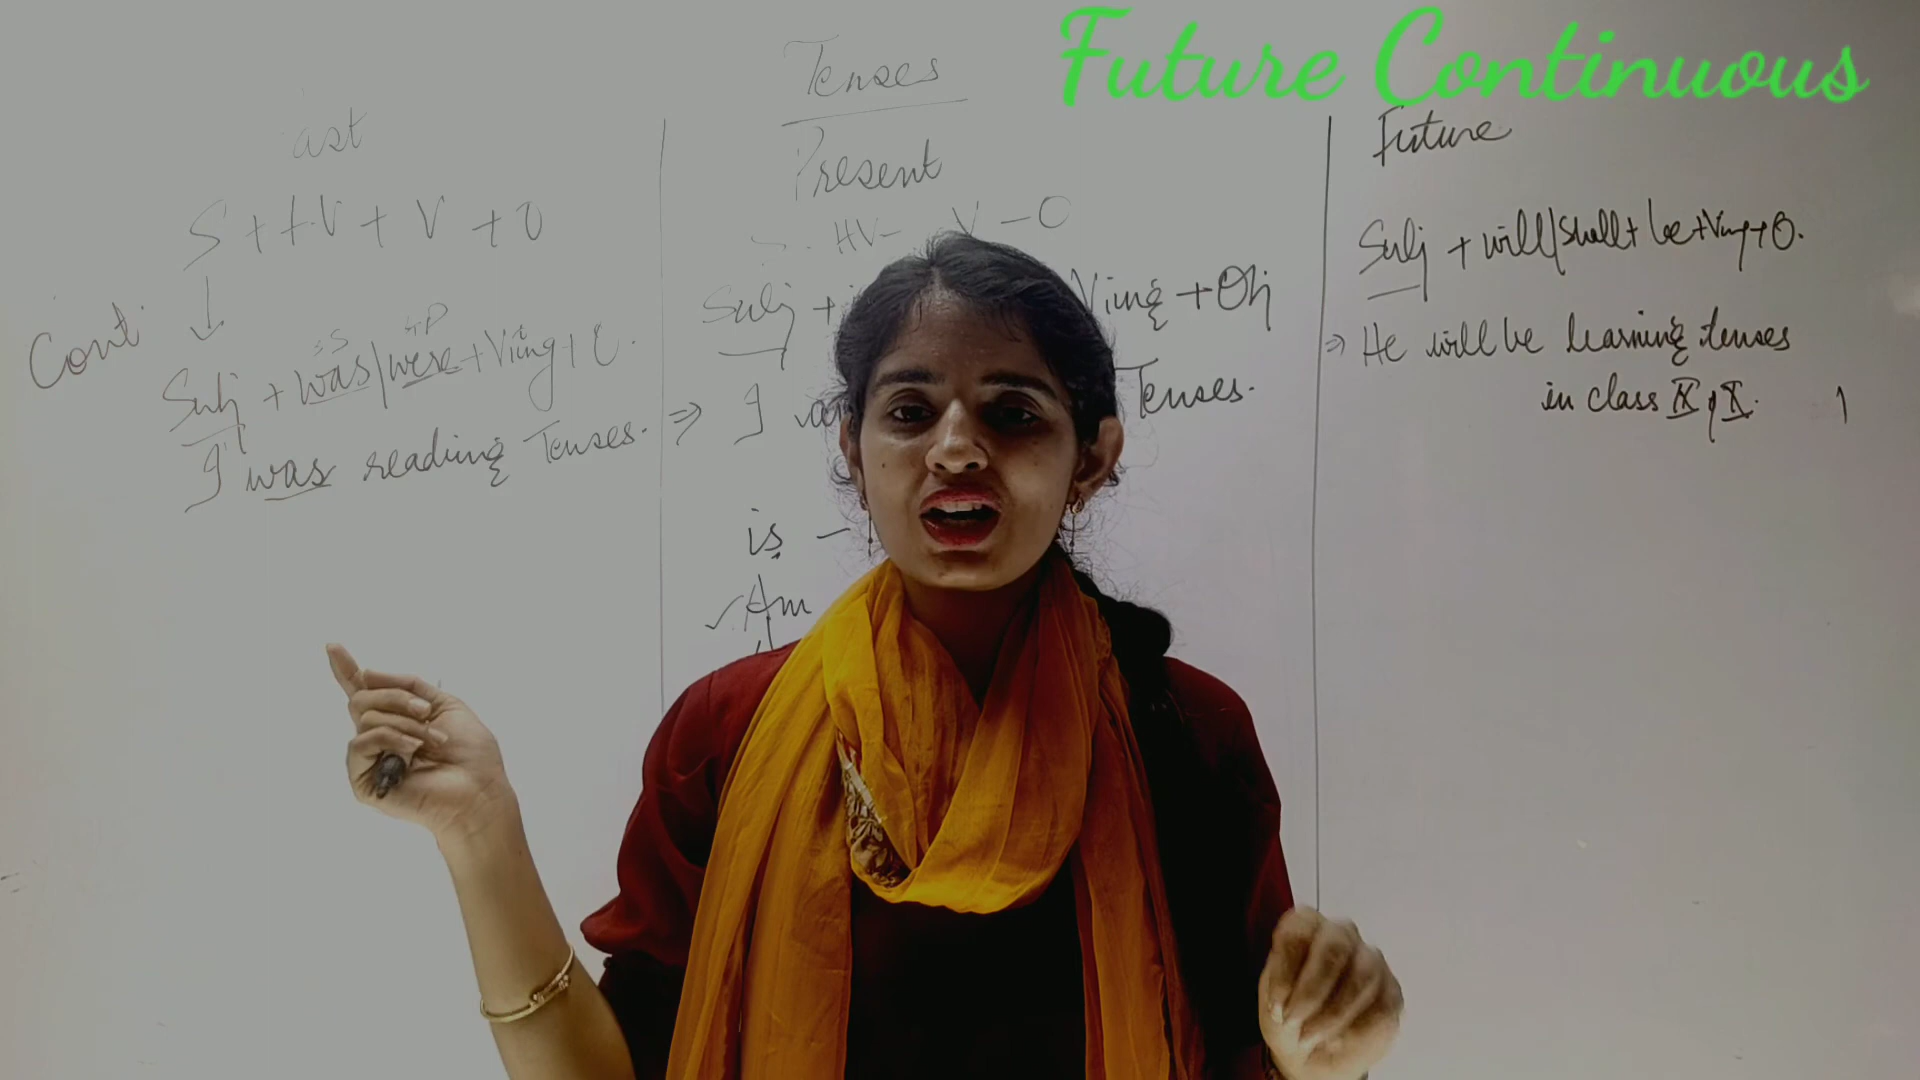 Future Continuous
Tenses
ast
S + H.V + V + O
Cont.
Subj + was/were + Ving +
I was reading Tenses.
Present
S - HV - V - O
Subj + Ving + Obj
⇒ I Tenses.
is -
✓ Am
Future
Subj + will/shall + be + Ving + O.
⇒ He will be learning tenses
in class IX, X.